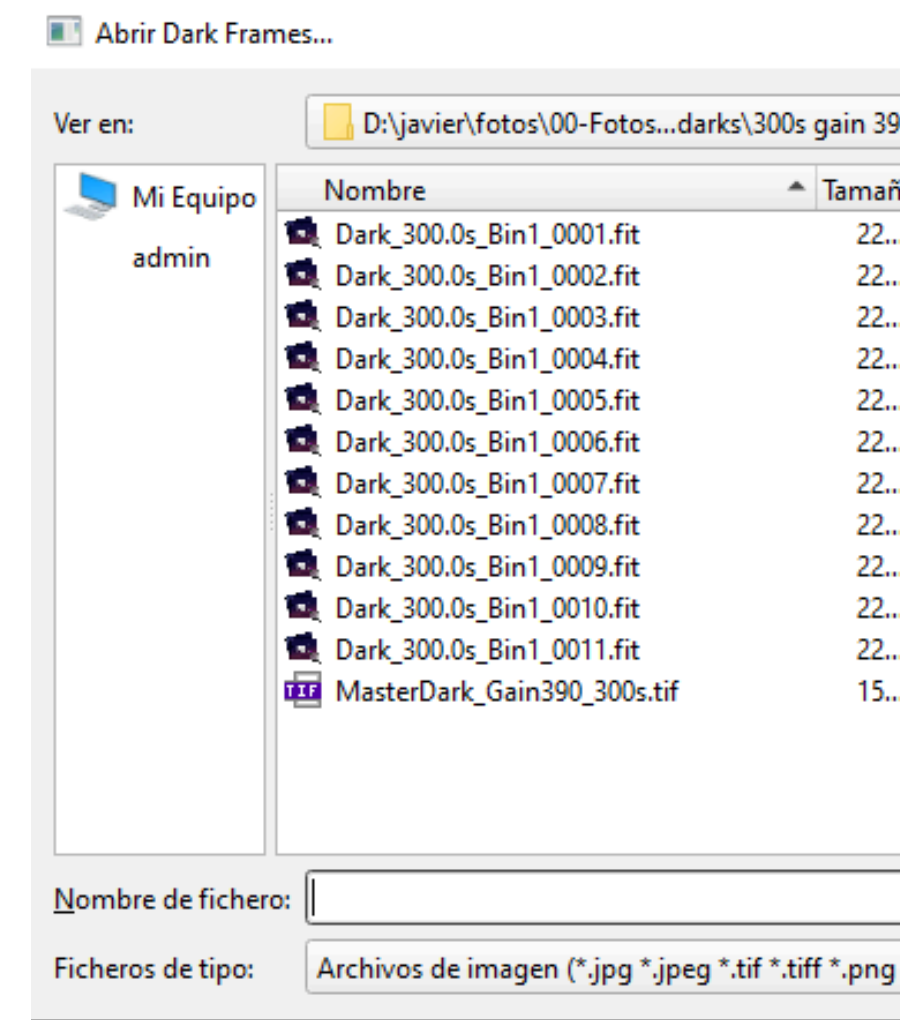 Abrir Dark Frames...
Ver en:
D:\javier\fotos\00-Fotos...darks\300s gain 39
Mi Equipo
admin
Nombre Tamañ
Dark_300.0s_Bin1_0001.fit 22...
Dark_300.0s_Bin1_0002.fit 22...
Dark_300.0s_Bin1_0003.fit 22...
Dark_300.0s_Bin1_0004.fit 22...
Dark_300.0s_Bin1_0005.fit 22...
Dark_300.0s_Bin1_0006.fit 22...
Dark_300.0s_Bin1_0007.fit 22...
Dark_300.0s_Bin1_0008.fit 22...
Dark_300.0s_Bin1_0009.fit 22...
Dark_300.0s_Bin1_0010.fit 22...
Dark_300.0s_Bin1_0011.fit 22...
TIF MasterDark_Gain390_300s.tif 15...
Nombre de fichero:
Ficheros de tipo: Archivos de imagen (*.jpg *.jpeg *.tif *.tiff *.png